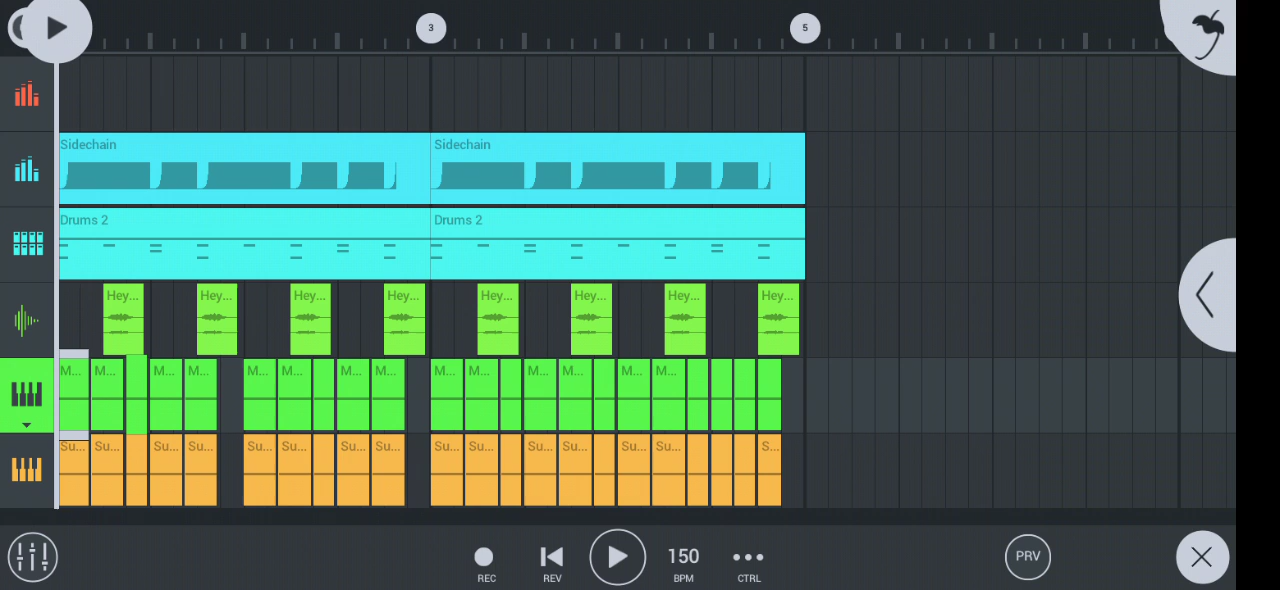 3 5
Sidechain Sidechain
Drums 2 Drums 2
Hey... Hey... Hey... Hey... Hey... Hey... Hey... Hey...
M... M... M... M... M... M... M... M... M... M... M... M... M... M... M...
Su... Su... Su... Su... Su... Su... Su... Su... Su... Su... Su... Su... Su... Su... S...
150 PRV
REC REV BPM CTRL